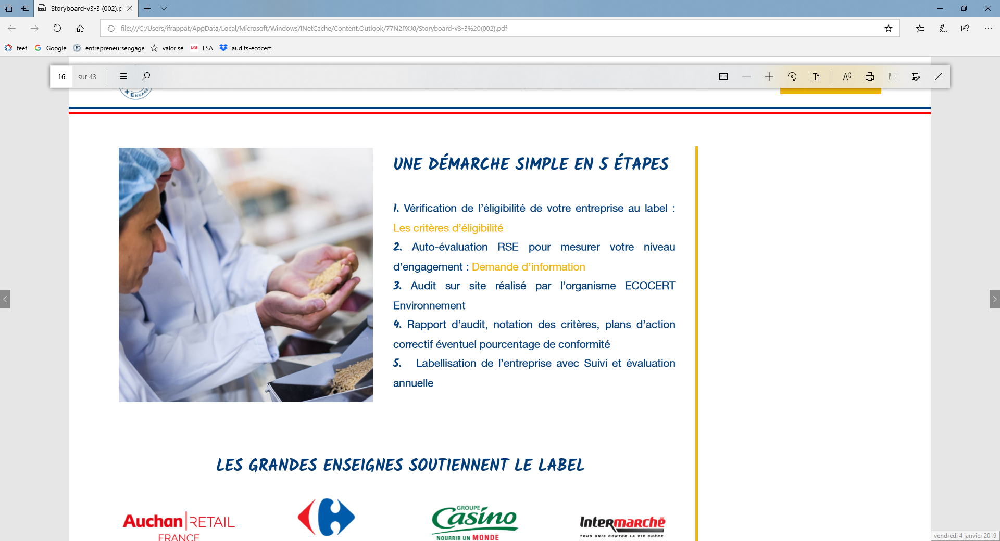 Storyboard-v3-3 (002).p
file:///C:/Users/ifrappat/AppData/Local/Microsoft/Windows/INetCache/Content.Outlook/77N2PXJ0/Storyboard-v3-3%20(002).pdf
feef Google entrepreneursengage valorise LSA audits-ecocert
16 sur 43
+ ENGAGE
UNE DÉMARCHE SIMPLE EN 5 ÉTAPES
1. Vérification de l’éligibilité de votre entreprise au label :
Les critères d’éligibilité
2. Auto-évaluation RSE pour mesurer votre niveau
d’engagement : Demande d’information
3. Audit sur site réalisé par l’organisme ECOCERT
Environnement
4. Rapport d’audit, notation des critères, plans d’action
correctif éventuel pourcentage de conformité
5. Labellisation de l’entreprise avec Suivi et évaluation
annuelle
LES GRANDES ENSEIGNES SOUTIENNENT LE LABEL
Auchan RETAIL
FRANCE
GROUPE
Casino
NOURRIR UN MONDE
Intermarchē
TOUS UNIS CONTRE LA VIE CHÈRE
vendredi 4 janvier 2019